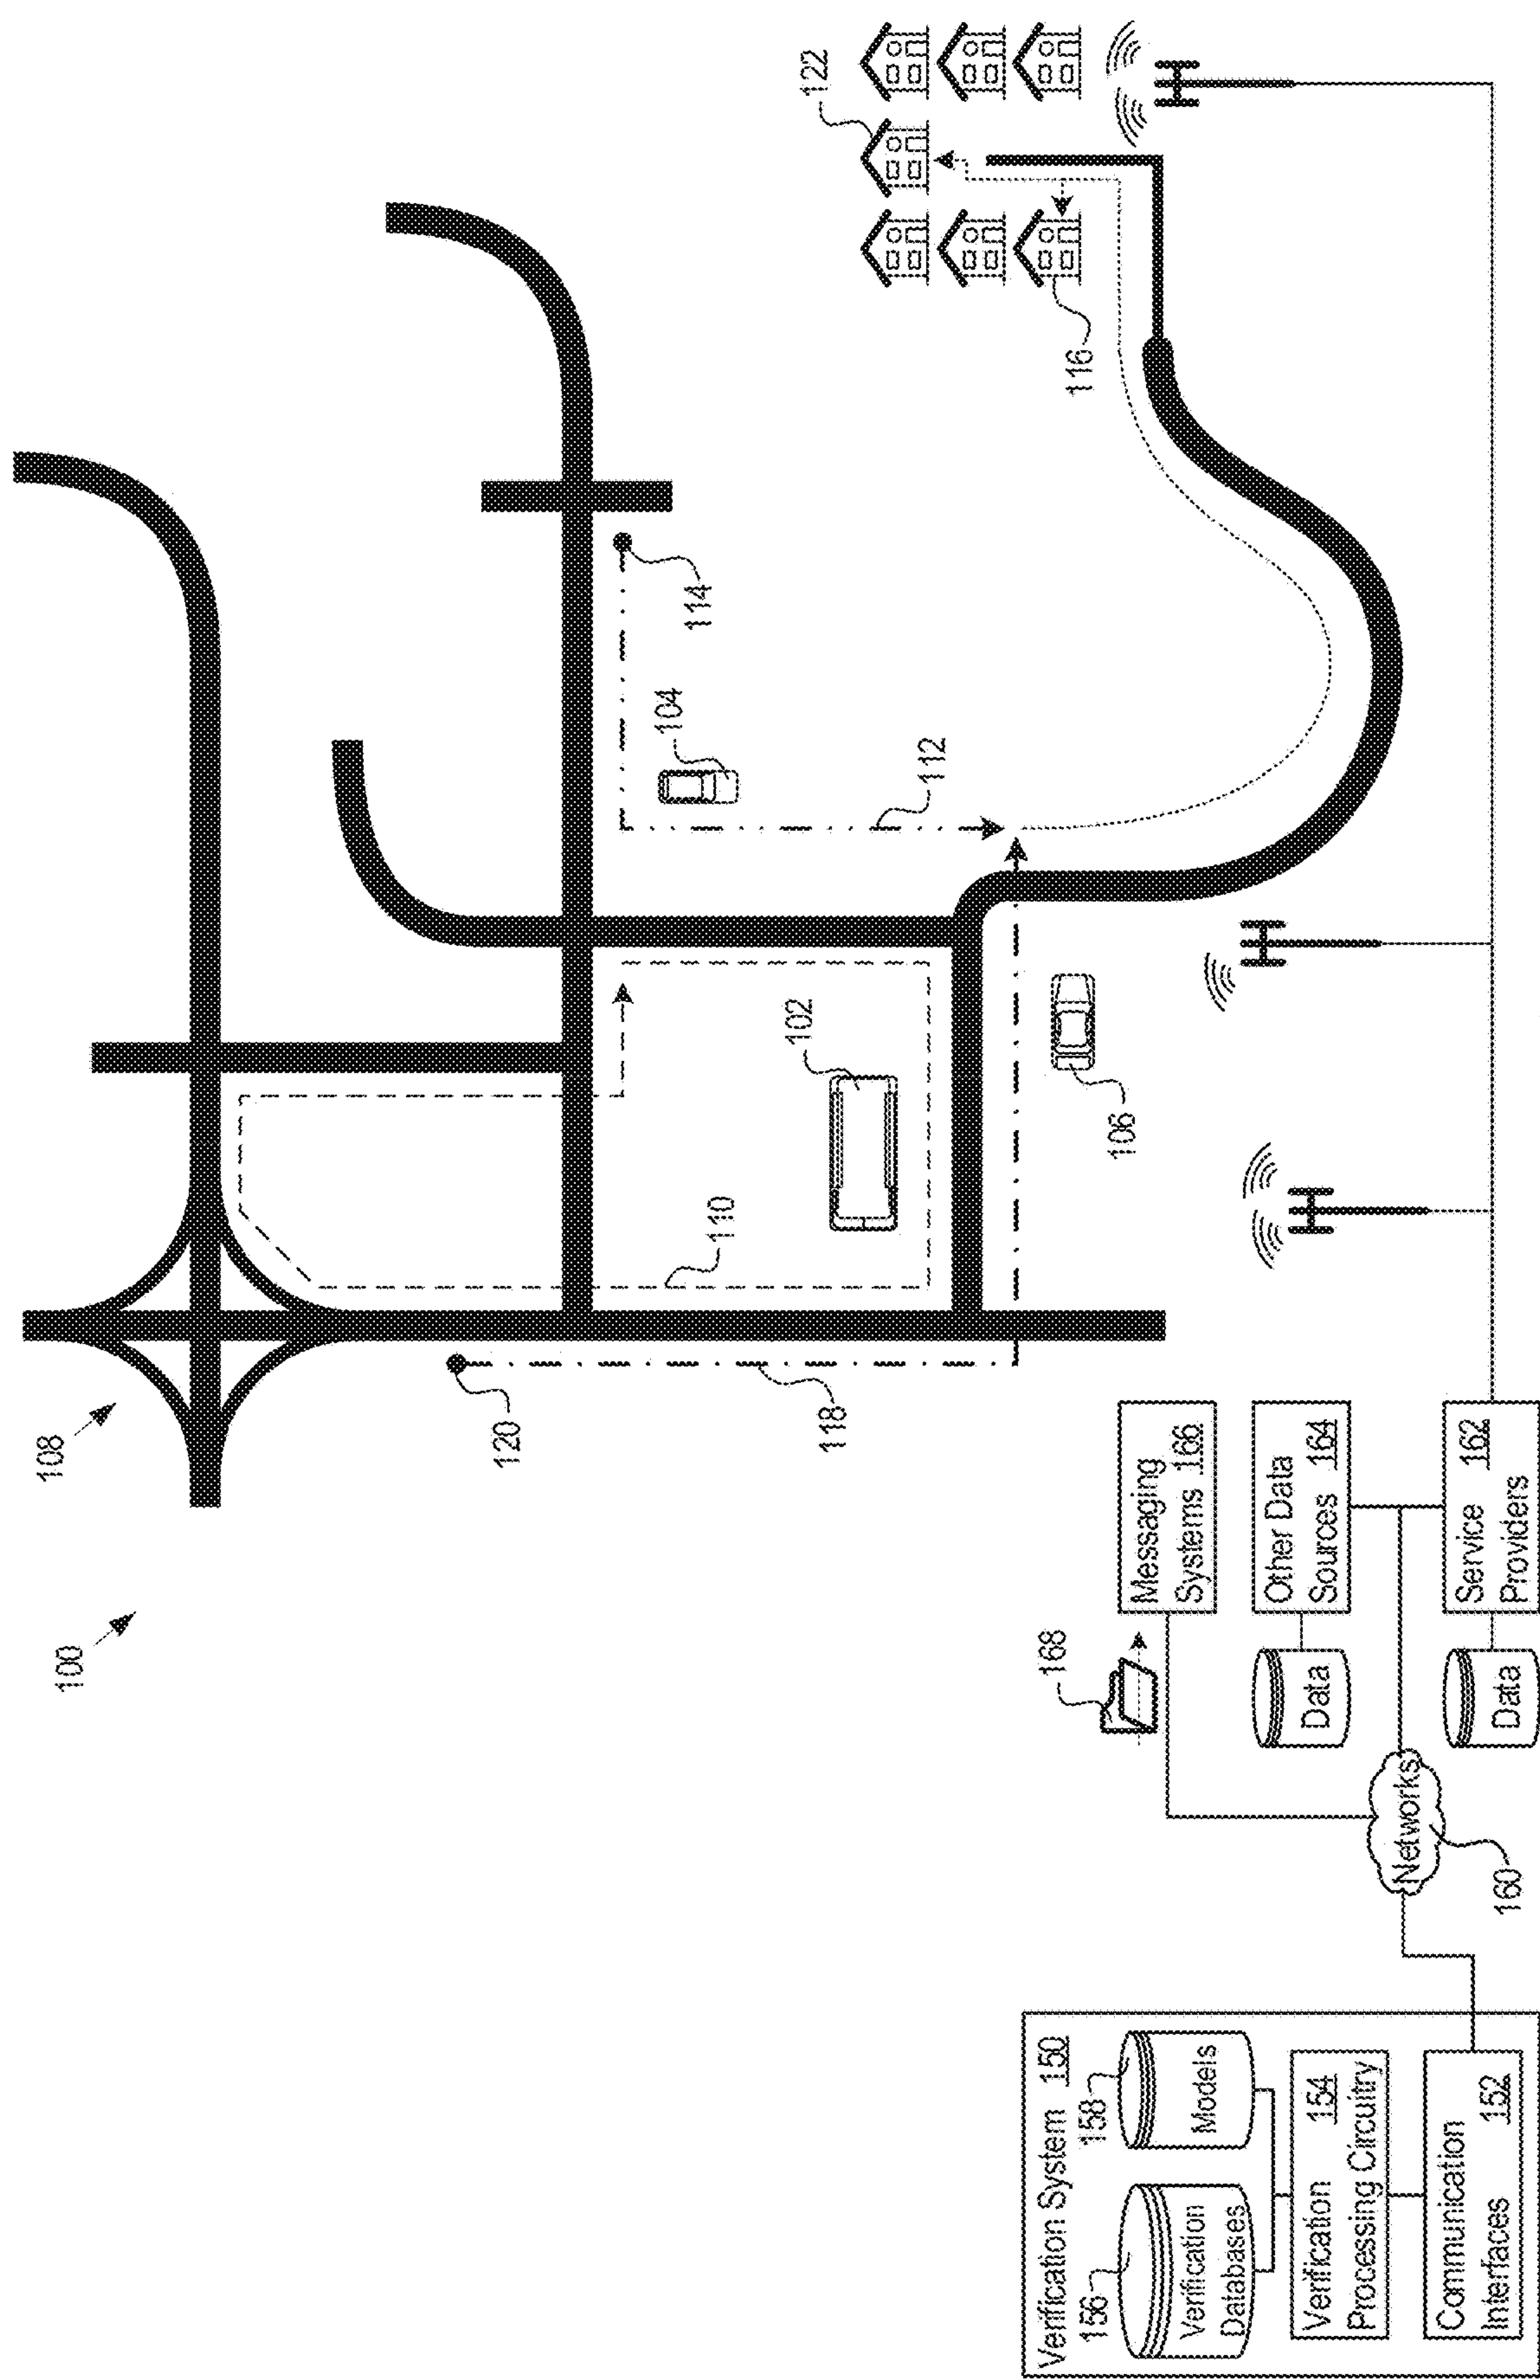 100
108
120
118
110
102
106
104
112
114
116
122
Verification System 150
156
158
Verification
Databases
Models
Verification 154
Processing Circuitry
Communication
Interfaces 152
Networks
160
168
Messaging
Systems 166
Other Data
Sources 164
Data
Service 162
Providers
Data